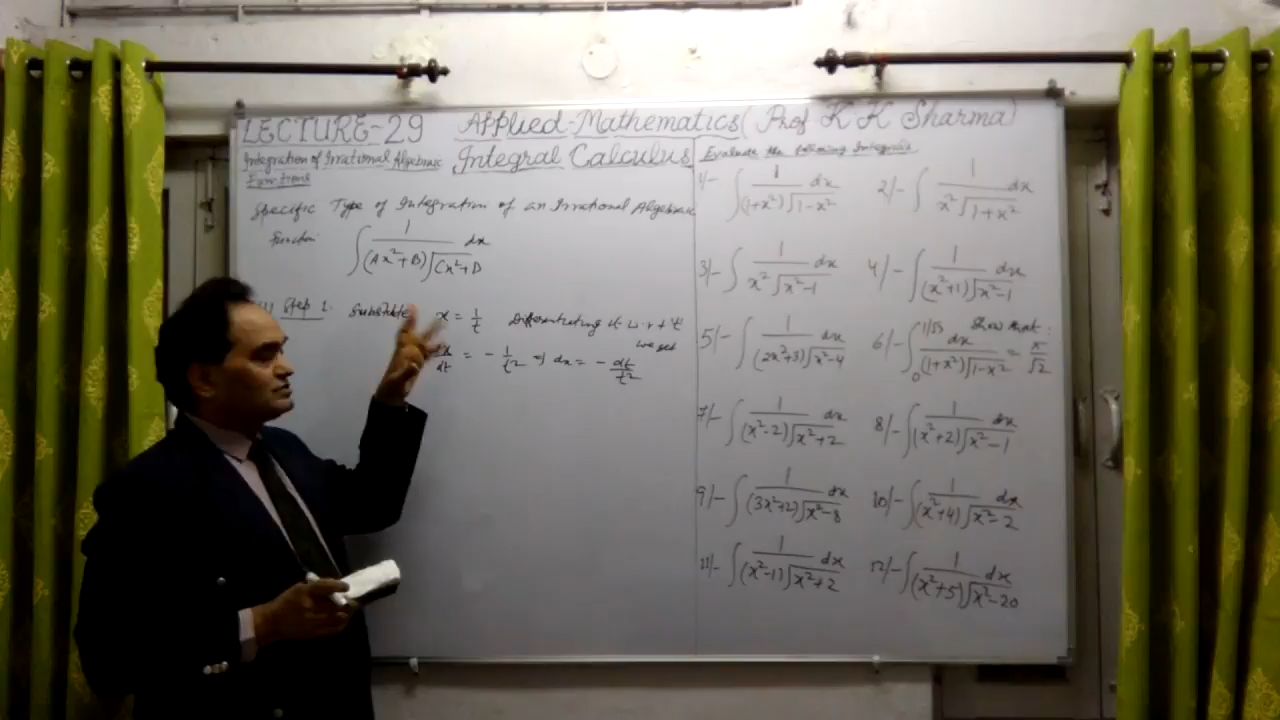 LECTURE-29 Applied-Mathematics (Prof K K Sharma)
Integration of Irrational Algebraic
Functions
Integral Calculus
Specific Type of Integration of an Irrational Algebraic
Function:
∫ 1/((Ax²+B)√(Cx²+D)) dx
Step 1: Substitute x = 1/t Differentiating it w.r.t 't'
we get
dx/dt = - 1/t² ⇒ dx = - dt/t²
Evaluate the following Integrals
1/- ∫ 1/((1+x²)√(1-x²)) dx
2/- ∫ 1/(x²√(1+x²)) dx
3/- ∫ 1/(x²√(x²-1)) dx
4/- ∫ 1/((x²+1)√(x²-1)) dx
5/- ∫ 1/((2x²+3)√(x²-4)) dx
6/- ∫₀^(1/√3) dx/((1+x²)√(1-x²)) = π/√2 Show that:
7/- ∫ 1/((x²-2)√(x²+2)) dx
8/- ∫ 1/((x²+2)√(x²-1)) dx
9/- ∫ 1/((3x²+2)√(x²-8)) dx
10/- ∫ 1/((x²+4)√(x²-2)) dx
11/- ∫ 1/((x²-1)√(x²+2)) dx
12/- ∫ 1/((x²+5)√(x²-20)) dx